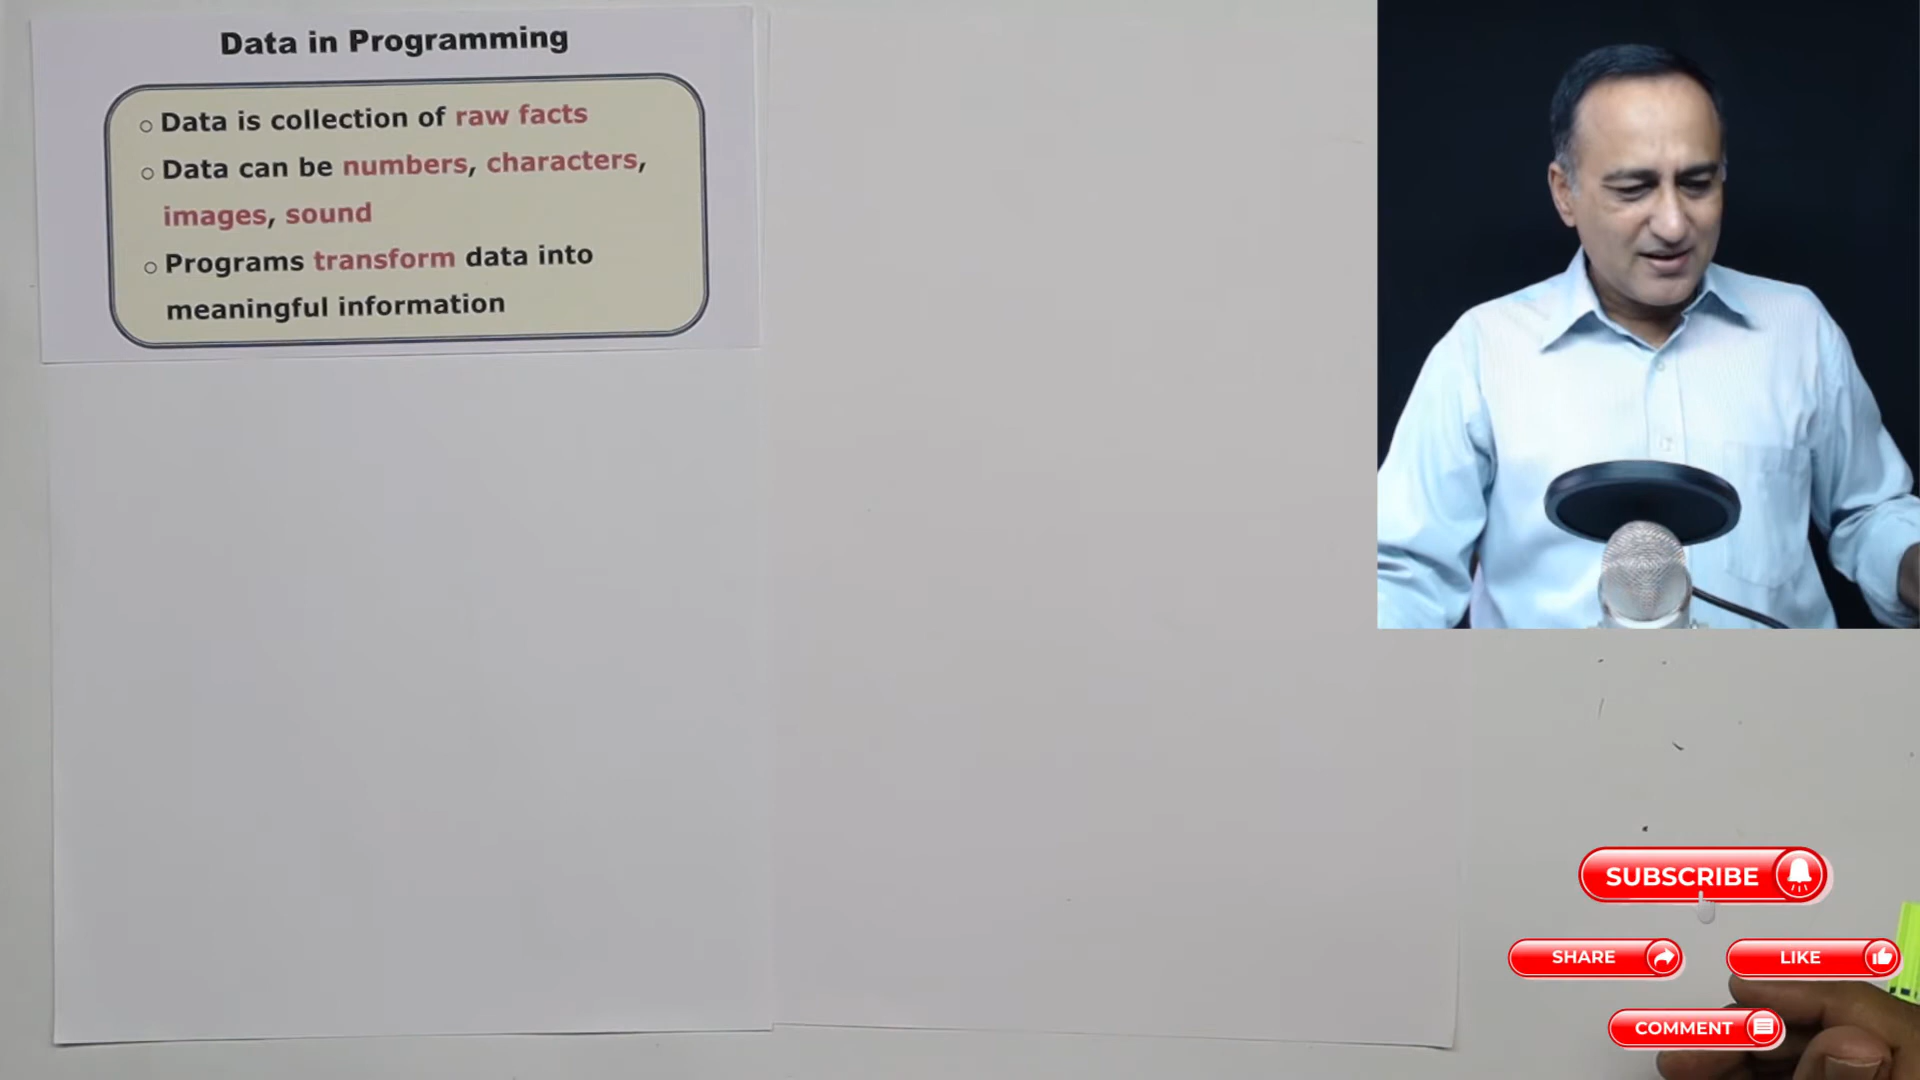 Data in Programming
○ Data is collection of raw facts
○ Data can be numbers, characters,
images, sound
○ Programs transform data into
meaningful information
SUBSCRIBE
SHARE
LIKE
COMMENT